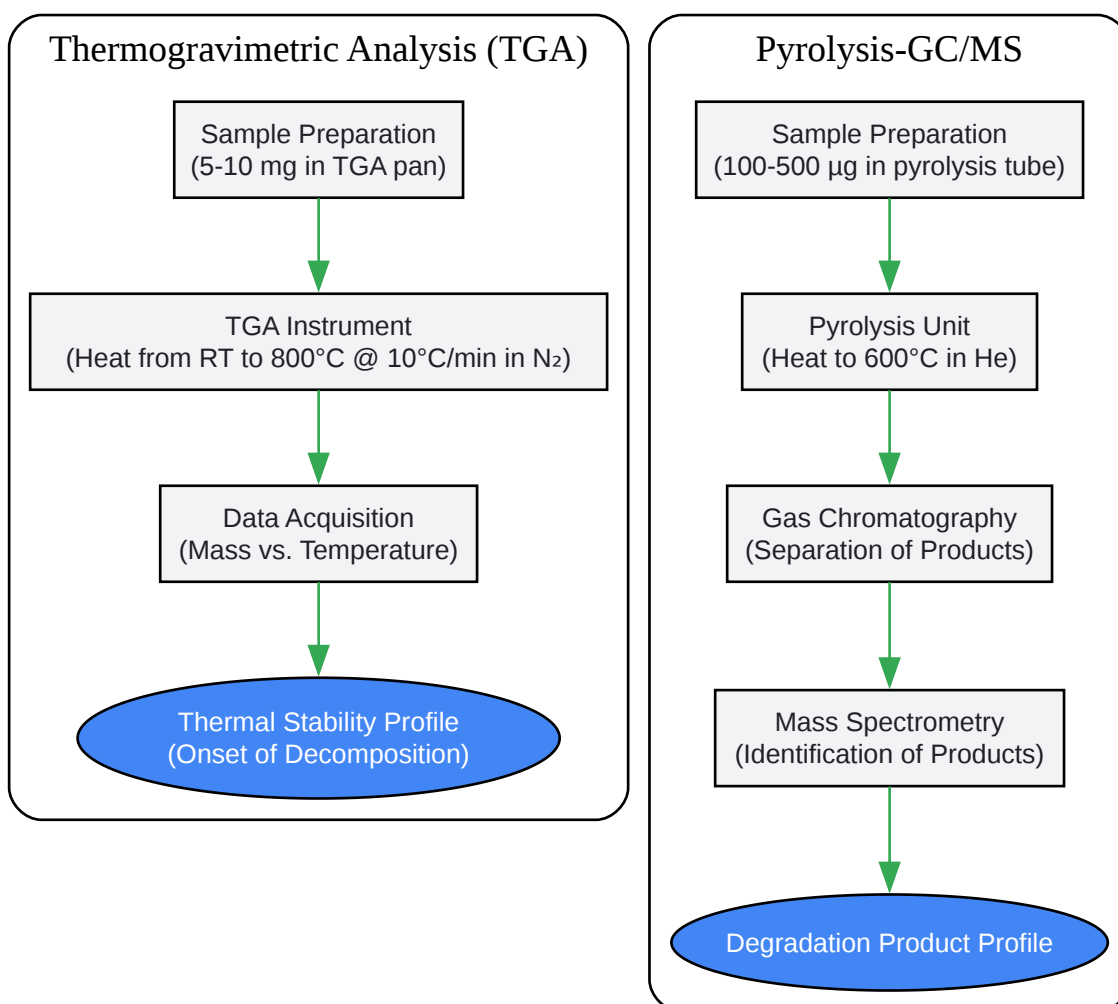 Thermogravimetric Analysis (TGA)
Sample Preparation
(5-10 mg in TGA pan)
TGA Instrument
(Heat from RT to 800°C @ 10°C/min in N₂)
Data Acquisition
(Mass vs. Temperature)
Thermal Stability Profile
(Onset of Decomposition)
Pyrolysis-GC/MS
Sample Preparation
(100-500 µg in pyrolysis tube)
Pyrolysis Unit
(Heat to 600°C in He)
Gas Chromatography
(Separation of Products)
Mass Spectrometry
(Identification of Products)
Degradation Product Profile